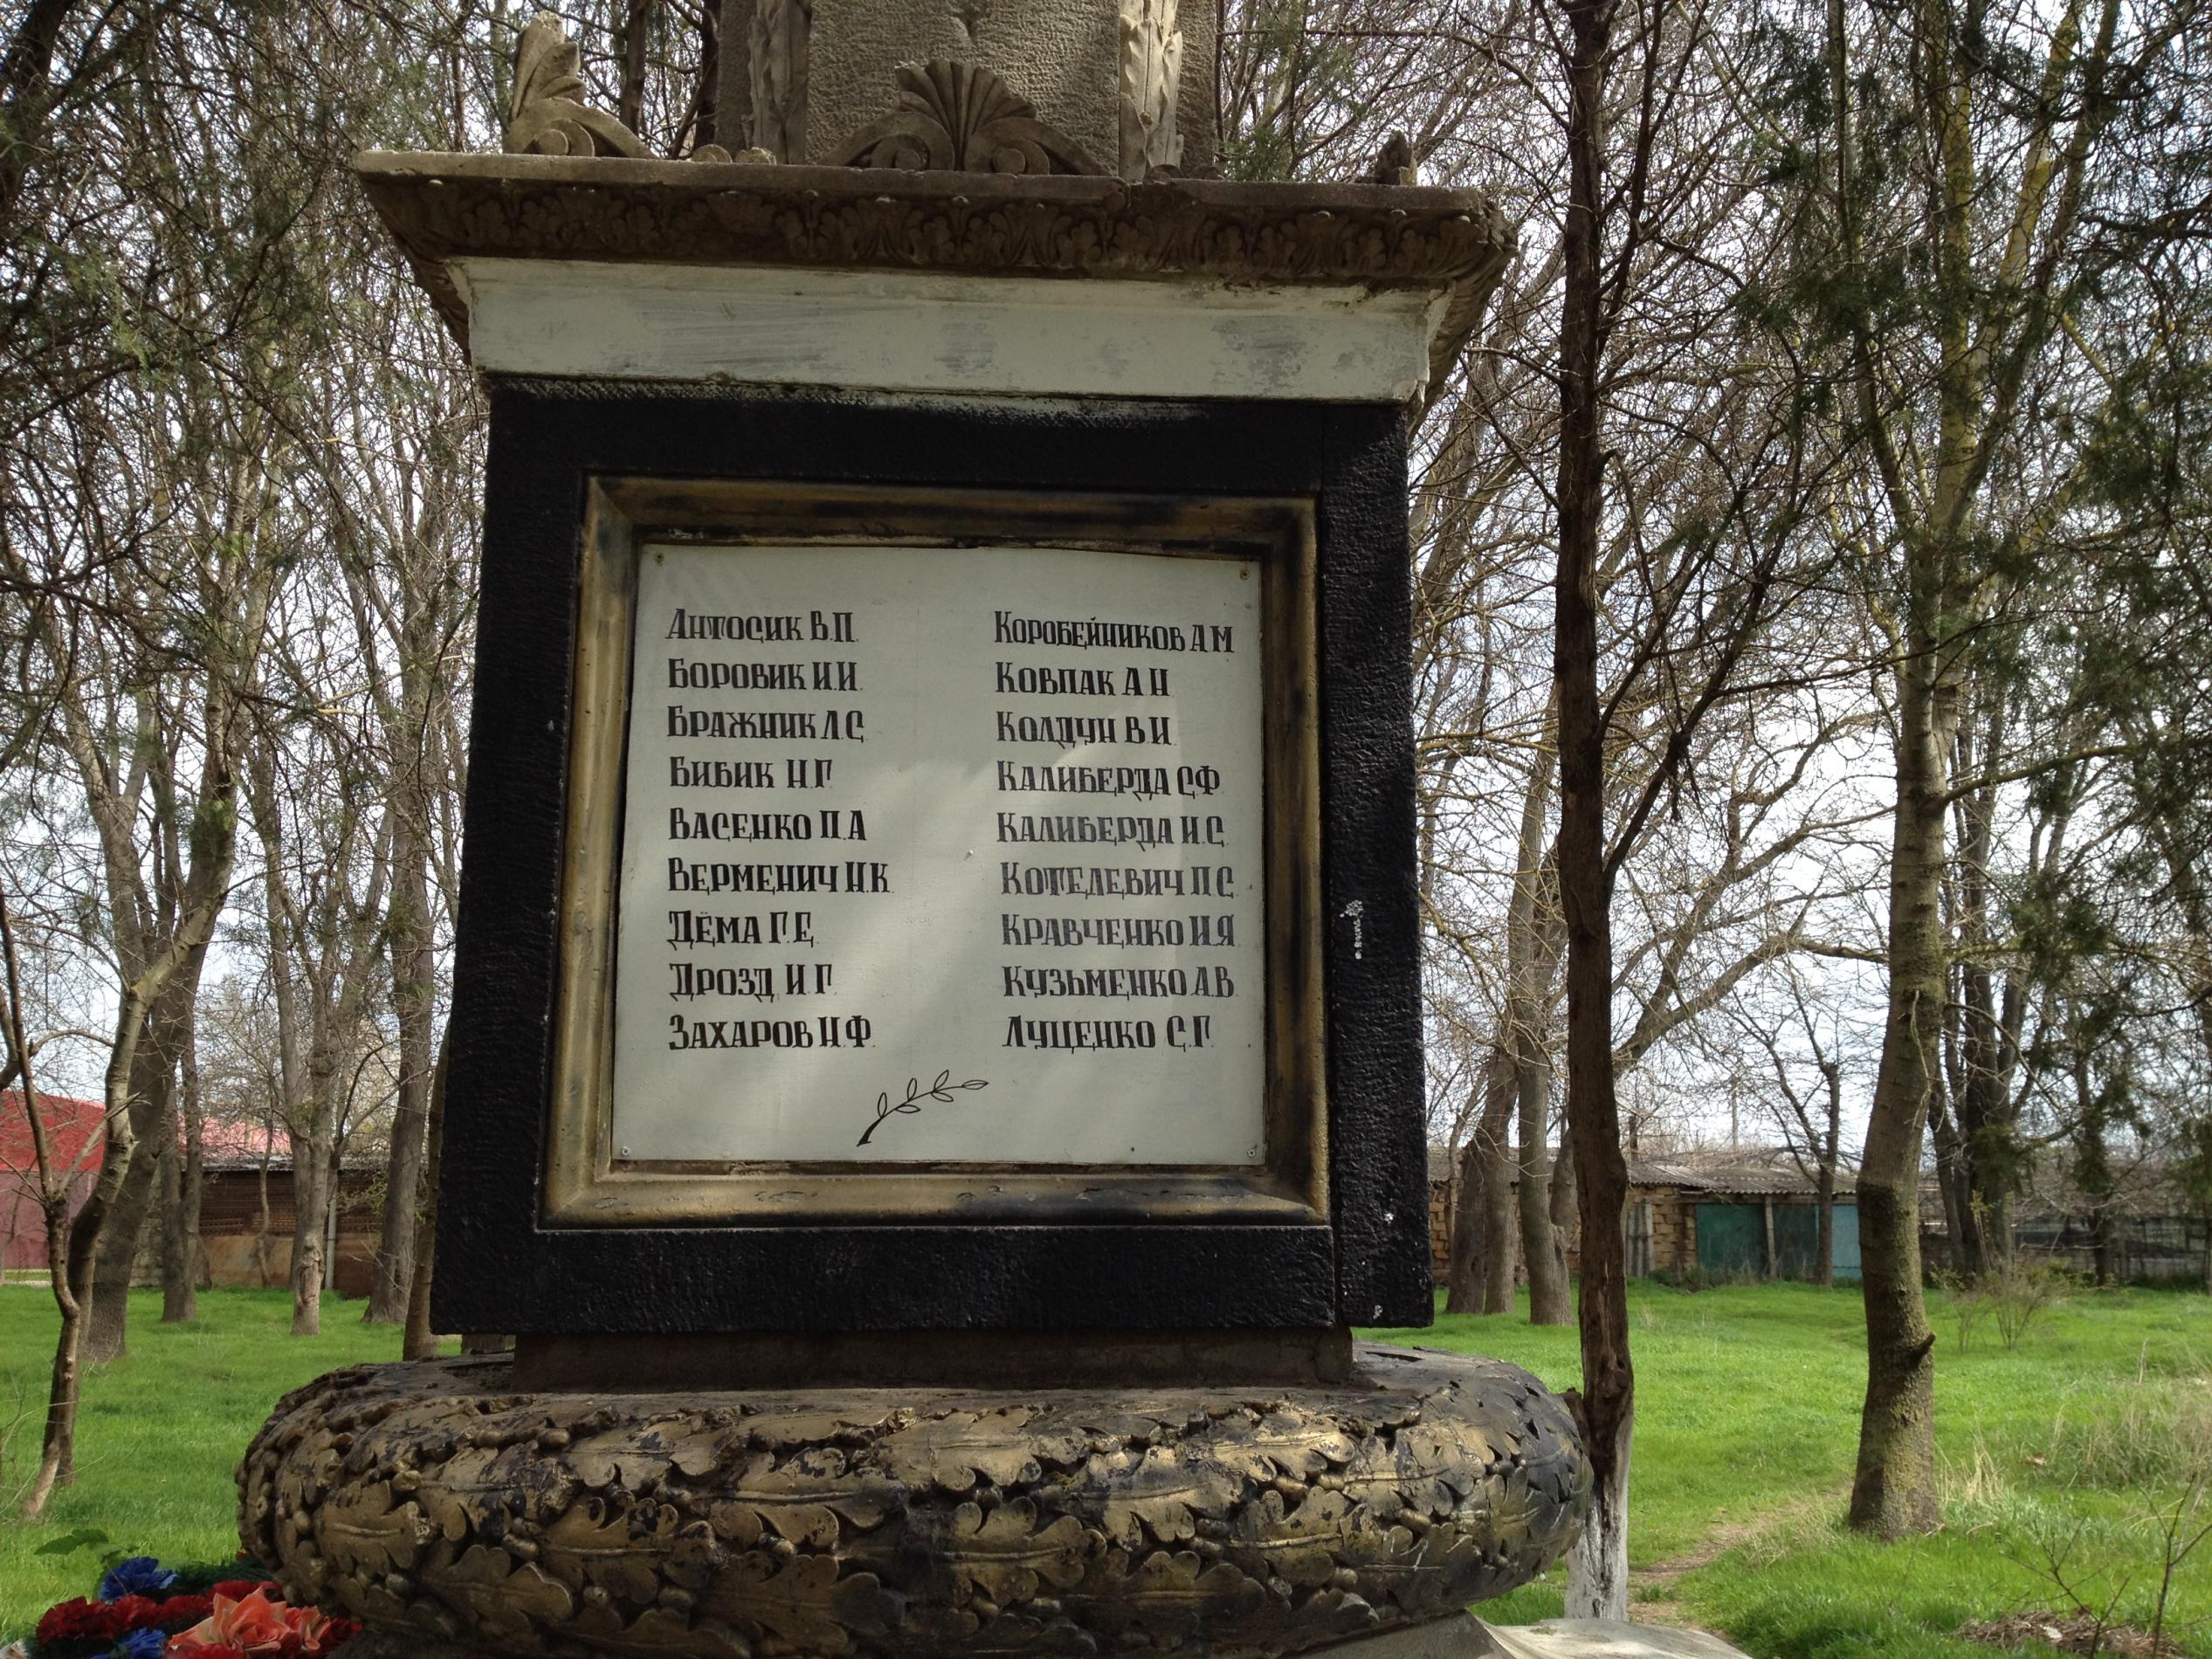 Антосик В.П.
Боровик И.И.
Бражник Л.С.
Бибик Н.Г.
Васенко П.А
Верменич Н.К.
Дёма Г.Е.
Дрозд И.Г.
Захаров Н.Ф.
Коробейников А М
Ковпак А Н
Колдун В.И.
Калиберда С.Ф.
Калиберда И.С.
Котелевич П.С.
Кравченко И.Я.
Кузьменко А.В.
Луценко С.Г.